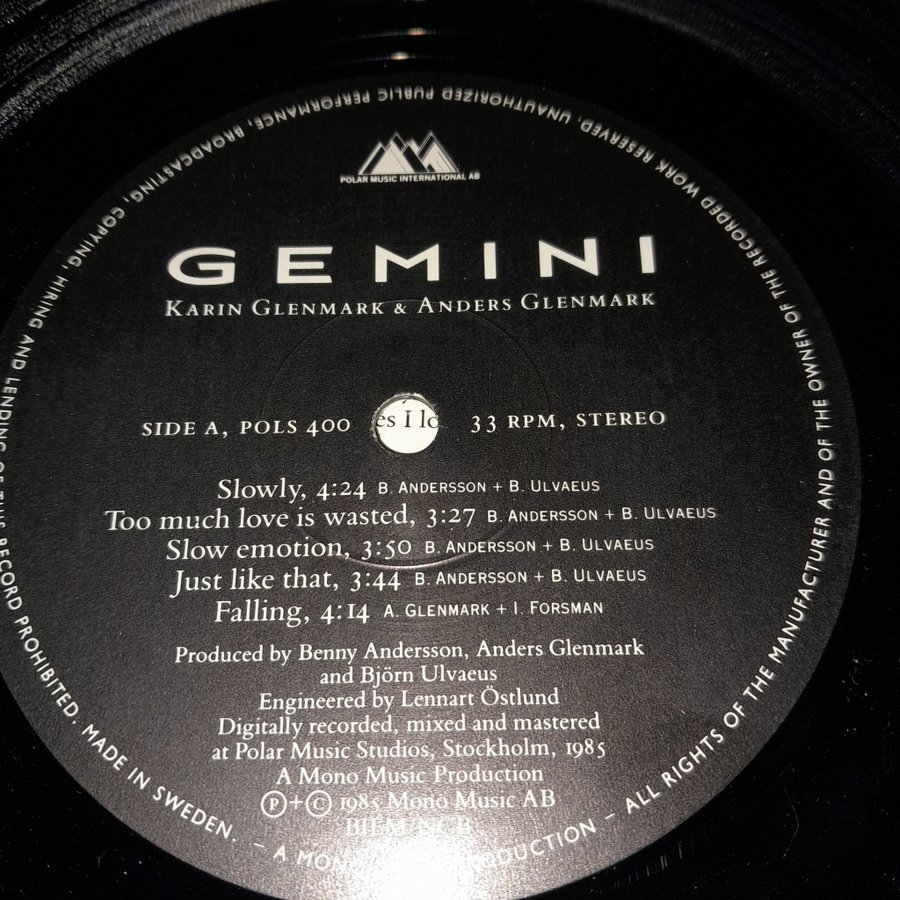 POLAR MUSIC INTERNATIONAL AB
GEMINI
KARIN GLENMARK & ANDERS GLENMARK
SIDE A, POLS 400
es I lo
33 RPM, STEREO
Slowly, 4:24 B. ANDERSSON + B. ULVAEUS
Too much love is wasted, 3:27 B. ANDERSSON + B. ULVAEUS
Slow emotion, 3:50 B. ANDERSSON + B. ULVAEUS
Just like that, 3:44 B. ANDERSSON + B. ULVAEUS
Falling, 4:14 A. GLENMARK + I. FORSMAN
Produced by Benny Andersson, Anders Glenmark
and Björn Ulvaeus
Engineered by Lennart Östlund
Digitally recorded, mixed and mastered
at Polar Music Studios, Stockholm, 1985
A Mono Music Production
Ⓟ+© 1985 Mono Music AB
BIEM/NCB
– A MONO PRODUCTION – ALL RIGHTS OF THE MANUFACTURER AND OF THE OWNER OF THE RECORDED WORK RESERVED. UNAUTHORIZED PUBLIC PERFORMANCE, BROADCASTING, COPYING, HIRING AND LENDING OF THIS RECORD PROHIBITED. MADE IN SWEDEN.